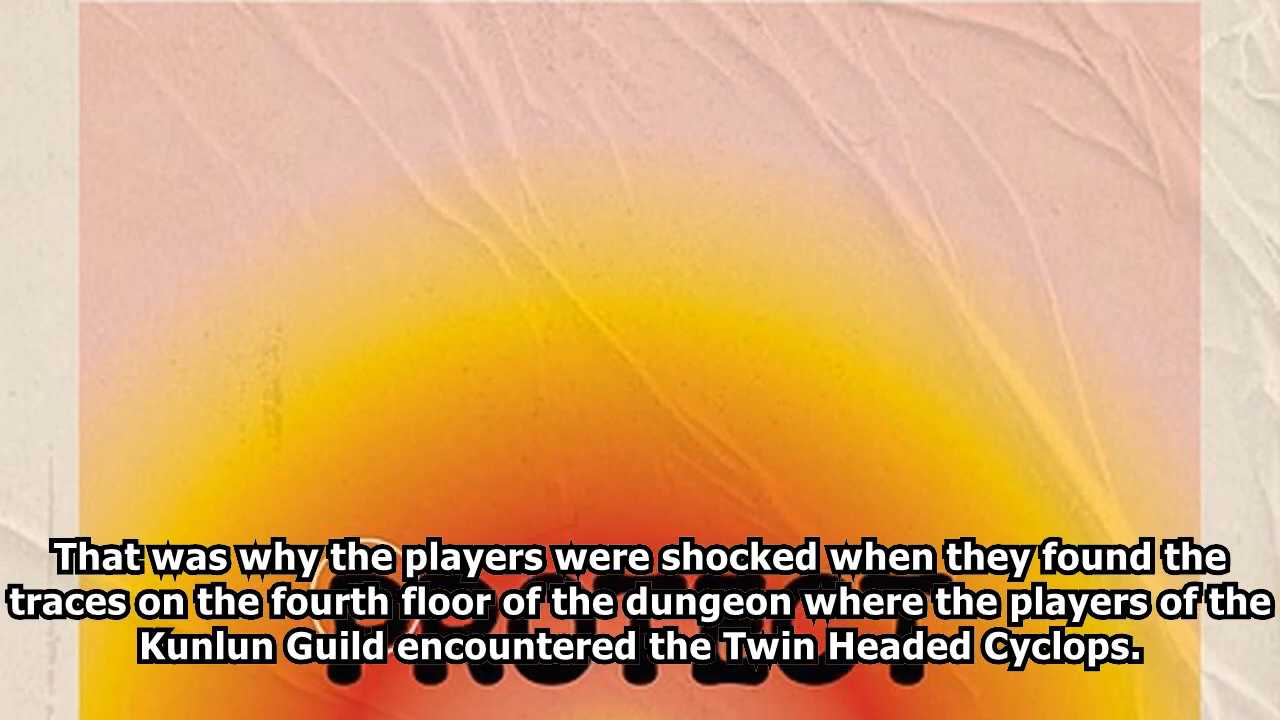 That was why the players were shocked when they found the
traces on the fourth floor of the dungeon where the players of the
Kunlun Guild encountered the Twin Headed Cyclops.
PROTECT